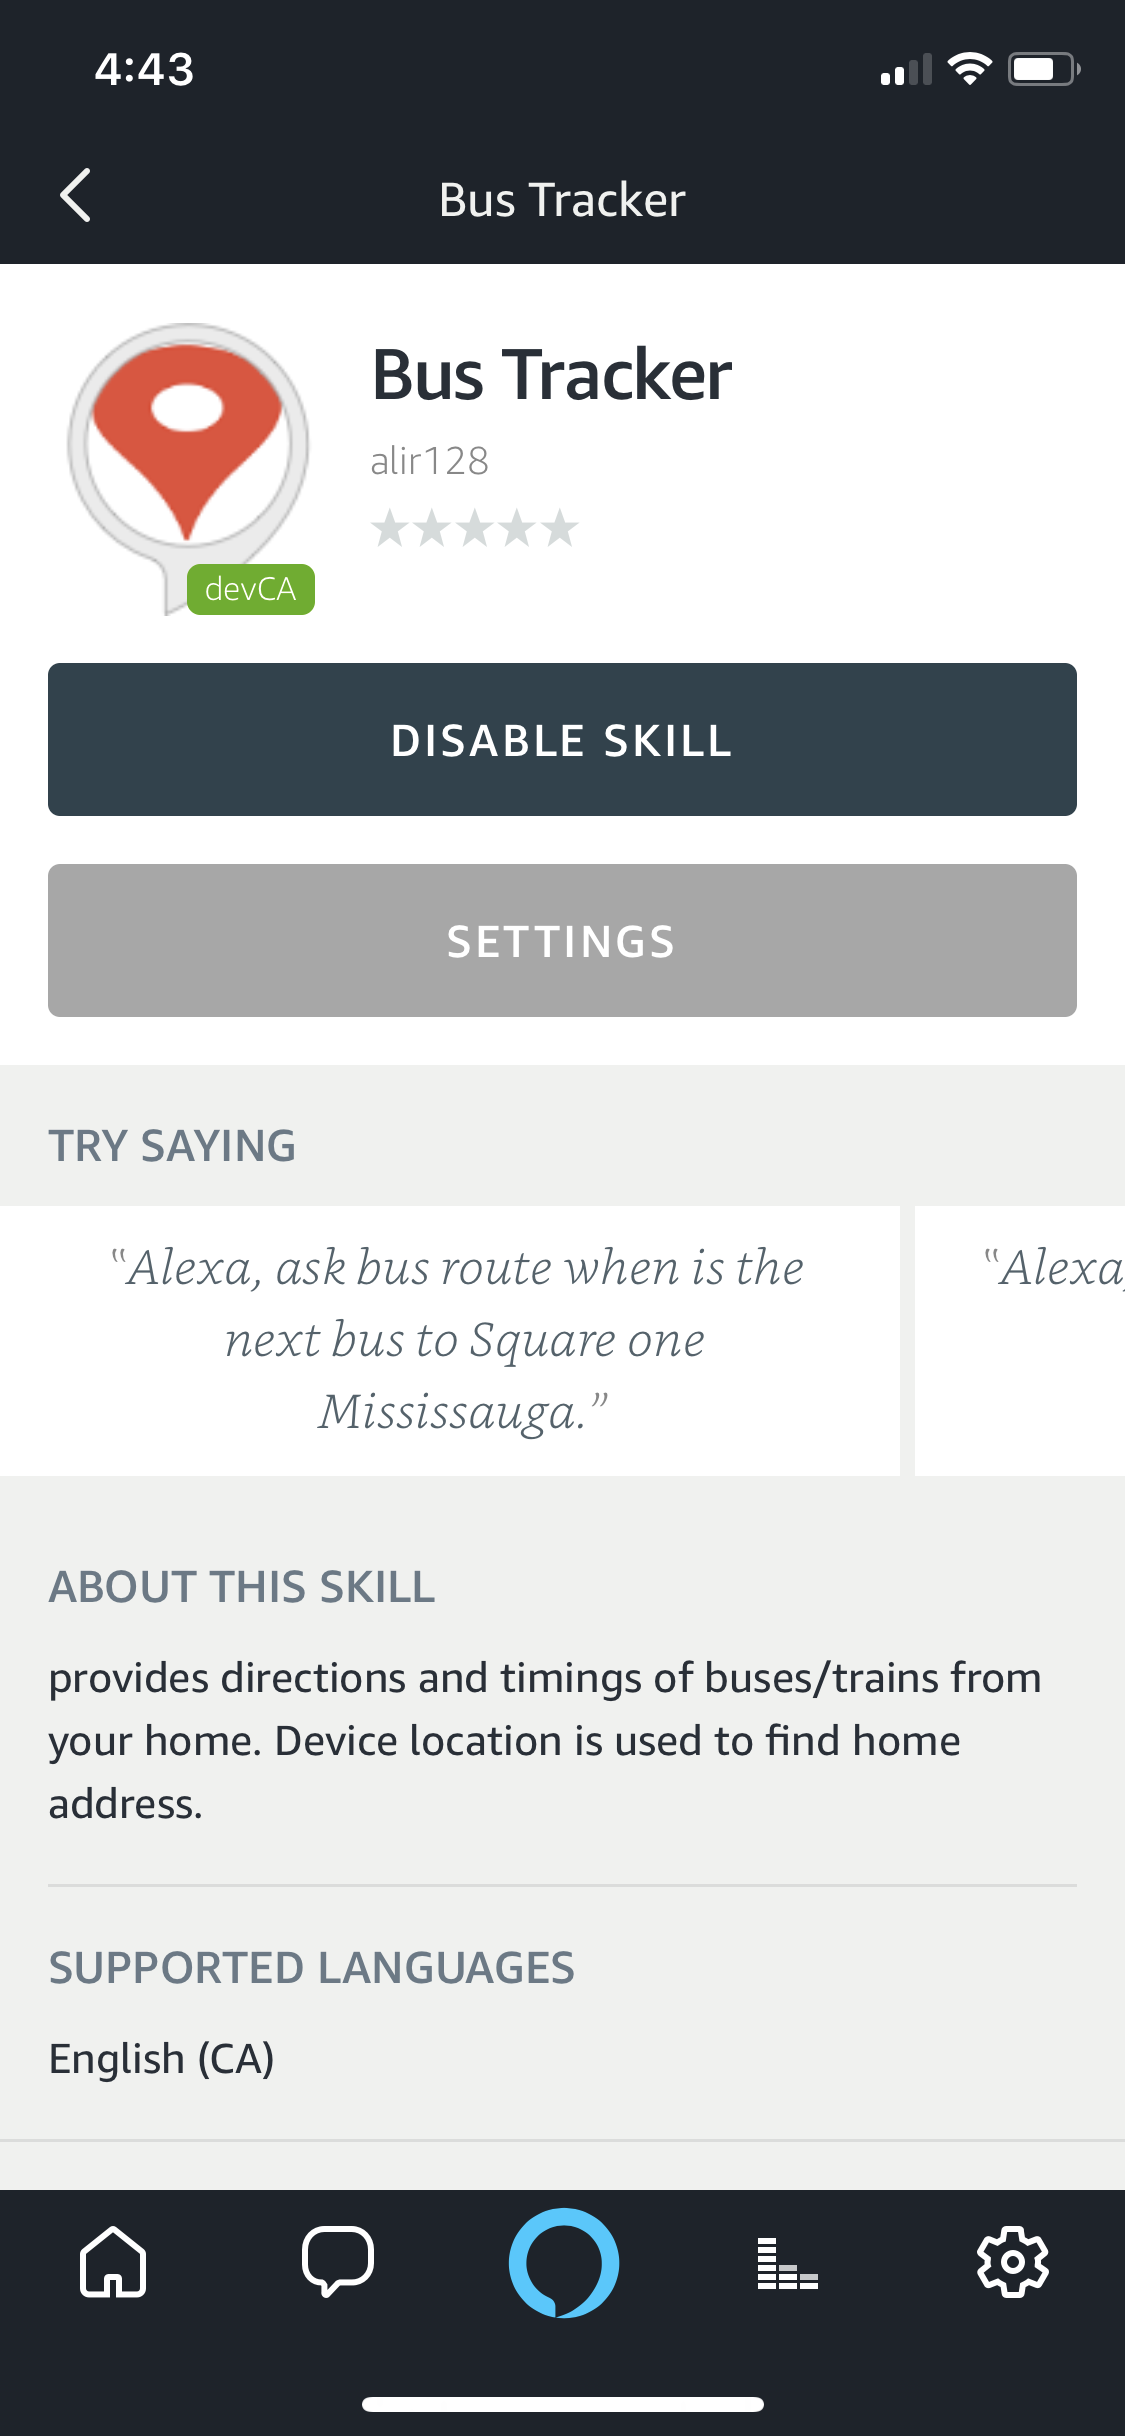 4:43
Bus Tracker
Bus Tracker
alir128
devCA
DISABLE SKILL
SETTINGS
TRY SAYING
“Alexa, ask bus route when is the
next bus to Square one
Mississauga.”
“Alexa,
ABOUT THIS SKILL
provides directions and timings of buses/trains from
your home. Device location is used to find home
address.
SUPPORTED LANGUAGES
English (CA)